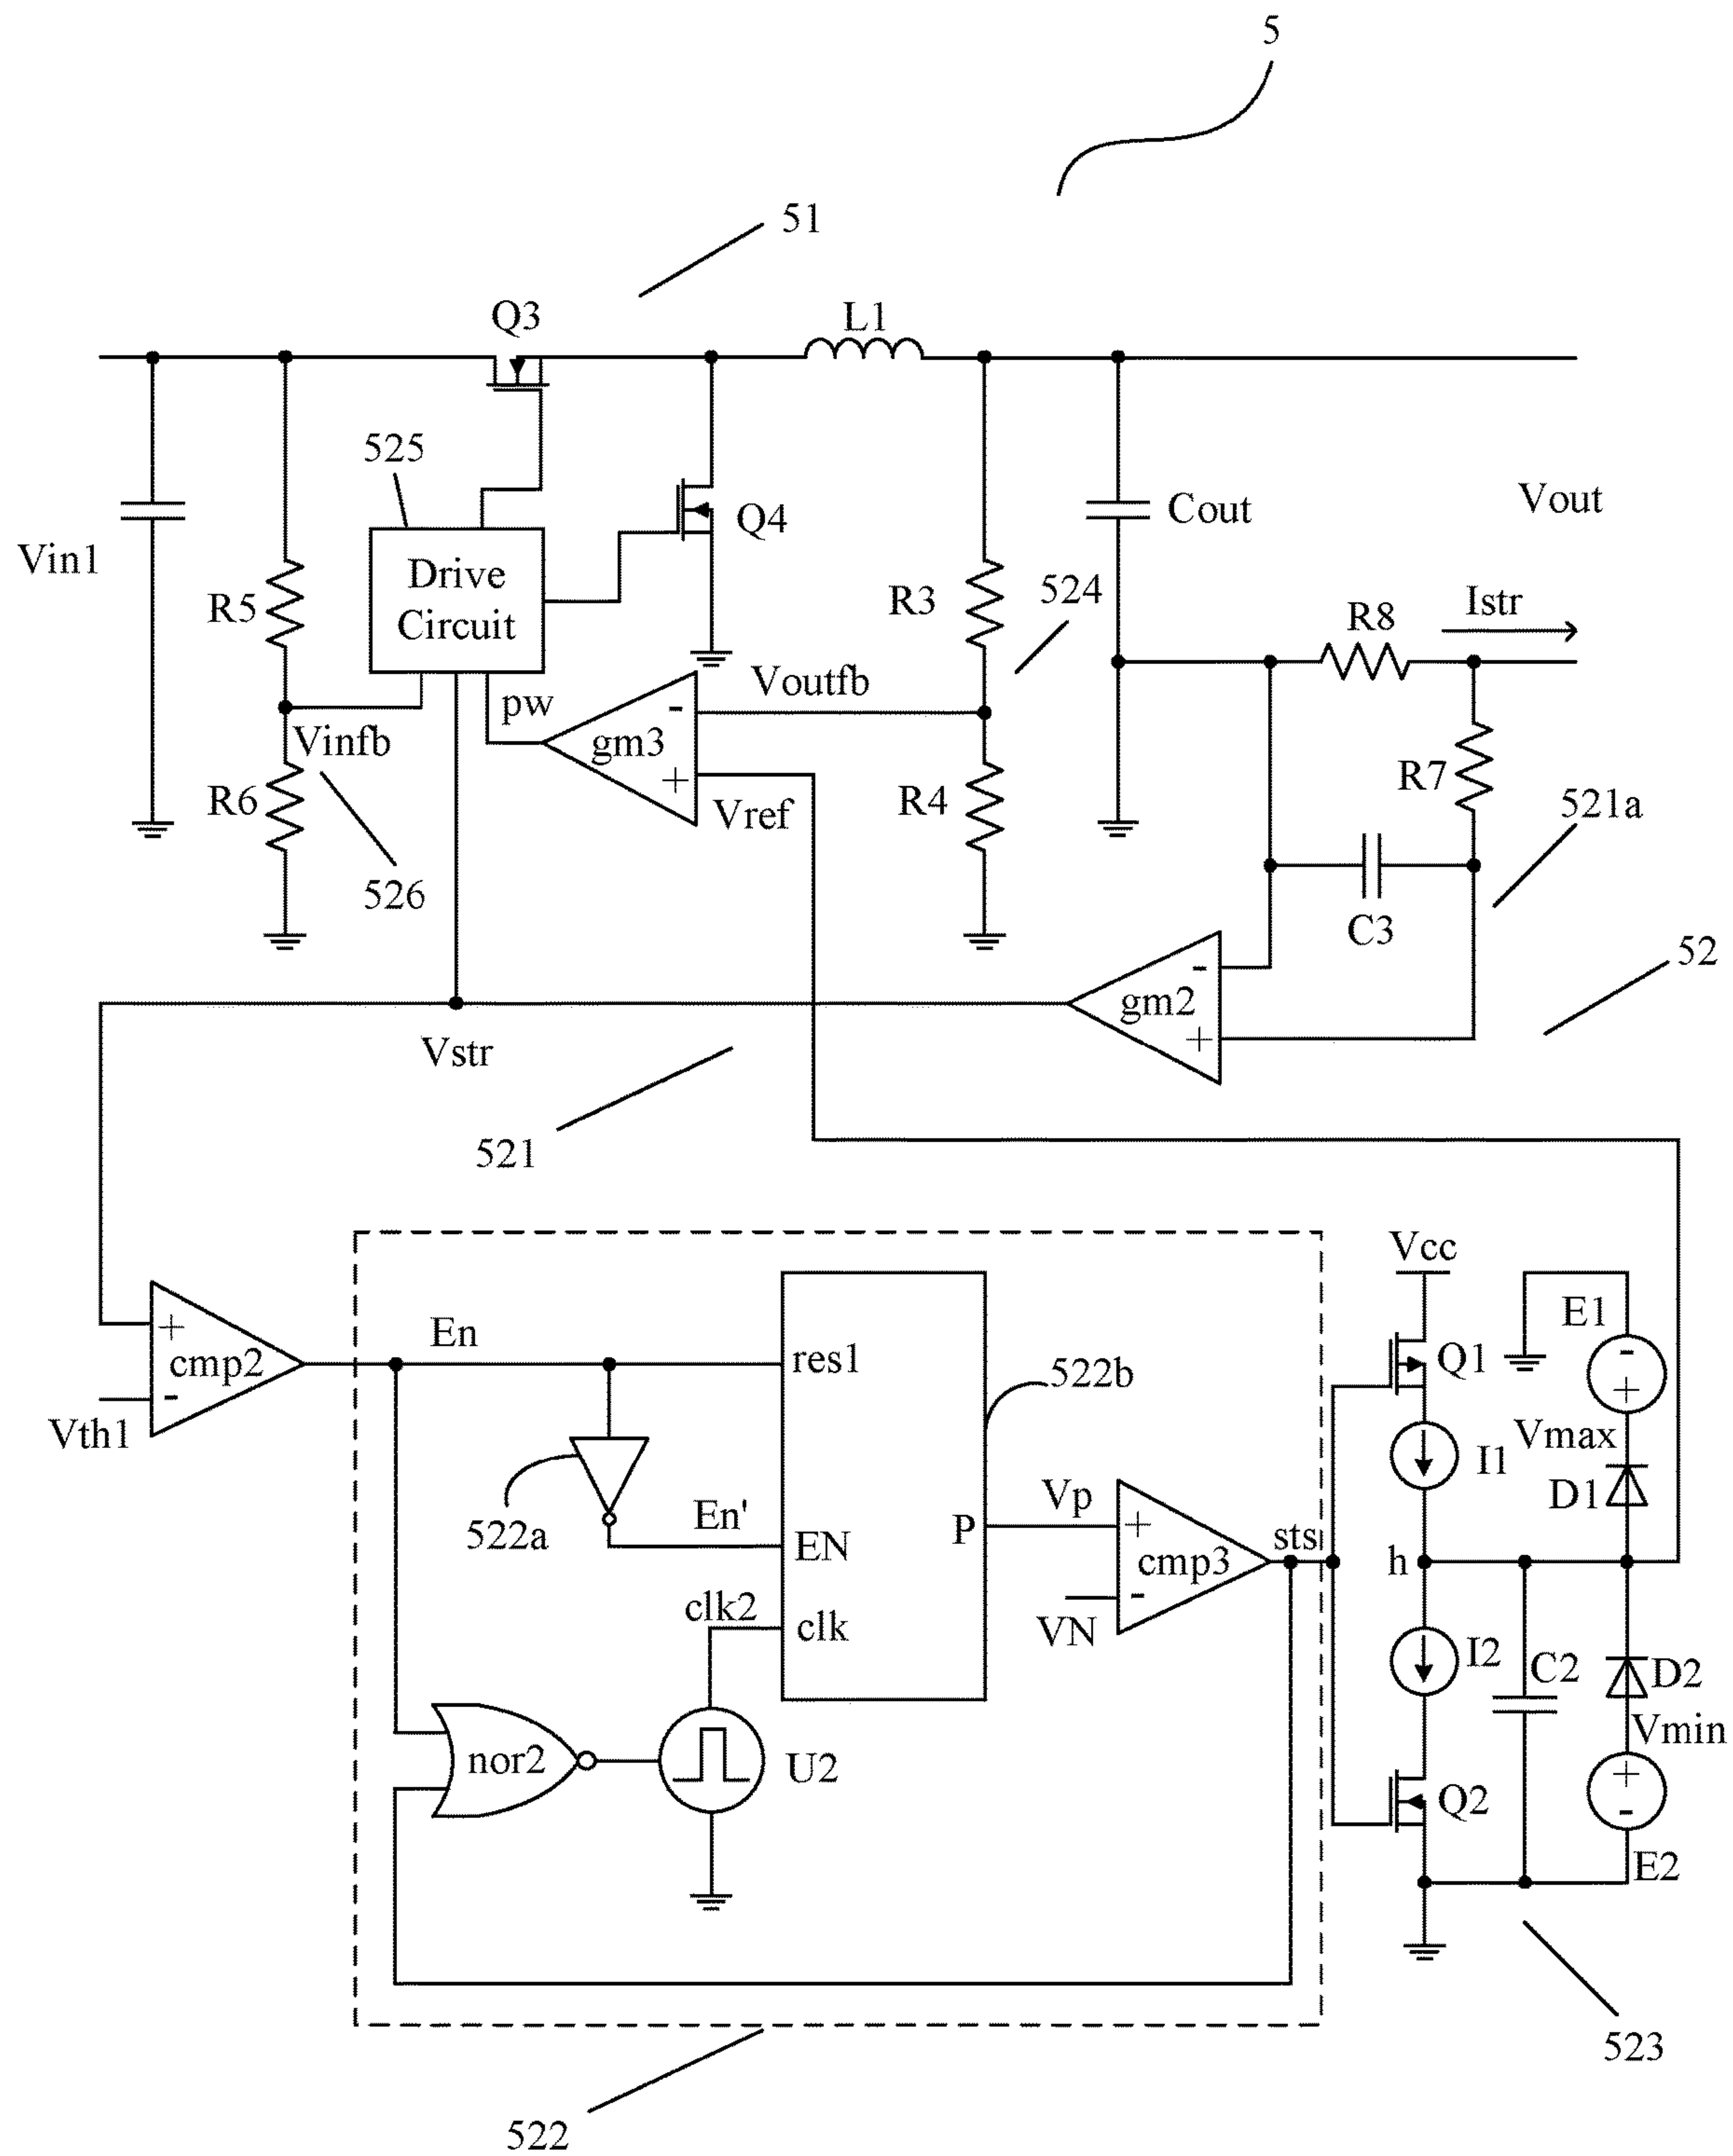 5
51
Q3
L1
525
Vin1
Q4
Cout
Vout
Drive
Circuit
R5
R3
524
R8
Istr
pw
Voutfb
-
Vinfb
gm3
+
R7
R6
Vref
R4
521a
526
C3
52
-
gm2
+
Vstr
521
Vcc
E1
-
+
En
res1
522b
Q1
+
cmp2
-
Vth1
Vmax
I1
D1
522a
En'
EN
P
Vp
+
cmp3
-
sts
h
VN
clk2
clk
I2
C2
D2
Vmin
nor2
U2
+
-
Q2
E2
523
522